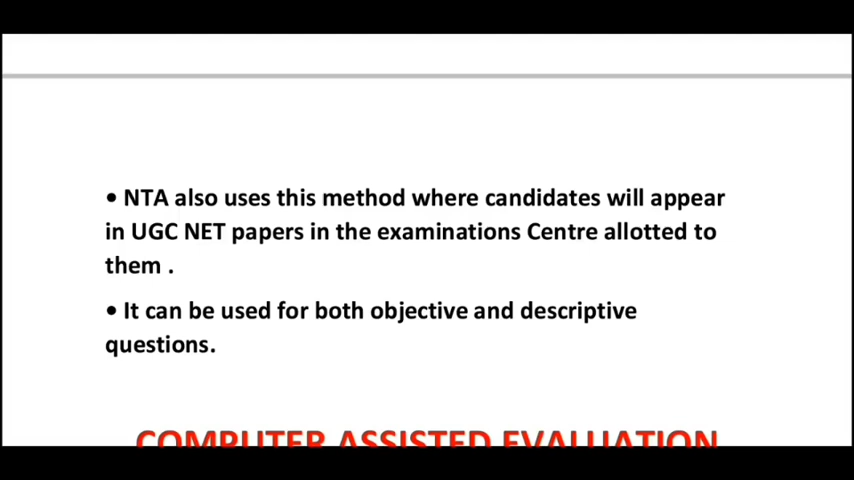 • NTA also uses this method where candidates will appear
in UGC NET papers in the examinations Centre allotted to
them .
• It can be used for both objective and descriptive
questions.
COMPUTER ASSISTED EVALUATION